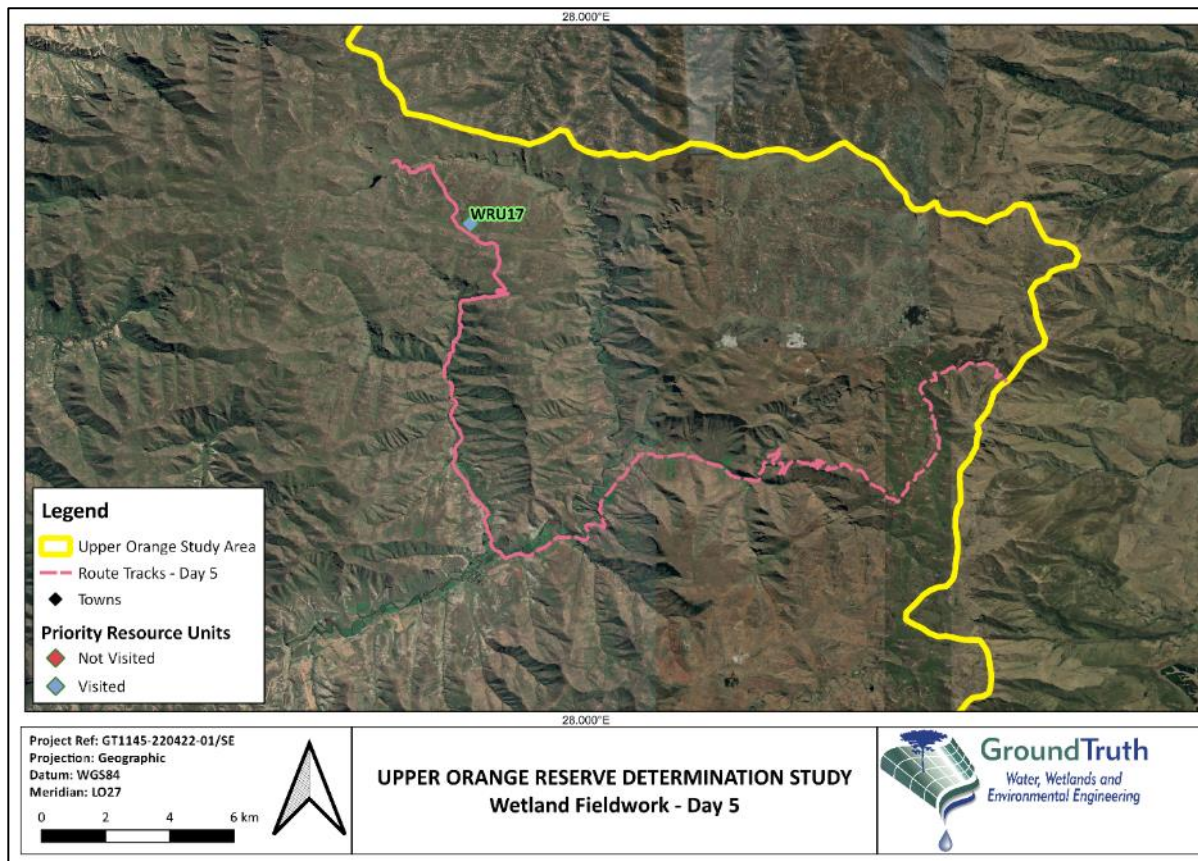 28.000°E
WRU17
Legend
Upper Orange Study Area
Route Tracks - Day 5
Towns
Priority Resource Units
Not Visited
Visited
28.000°E
Project Ref: GT1145-220422-01/SE
Projection: Geographic
Datum: WGS84
Meridian: LO27
0 2 4 6 km
UPPER ORANGE RESERVE DETERMINATION STUDY
Wetland Fieldwork - Day 5
GroundTruth
Water, Wetlands and
Environmental Engineering